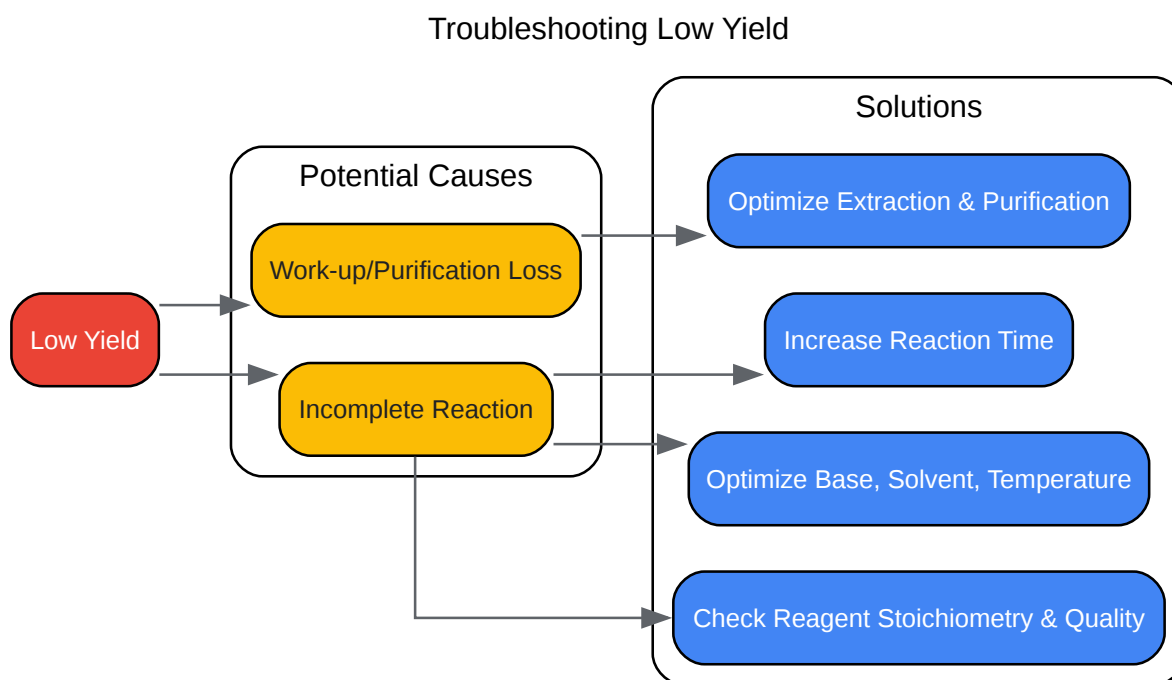 Troubleshooting Low Yield
Low Yield
Potential Causes
Work-up/Purification Loss
Incomplete Reaction
Solutions
Optimize Extraction & Purification
Increase Reaction Time
Optimize Base, Solvent, Temperature
Check Reagent Stoichiometry & Quality